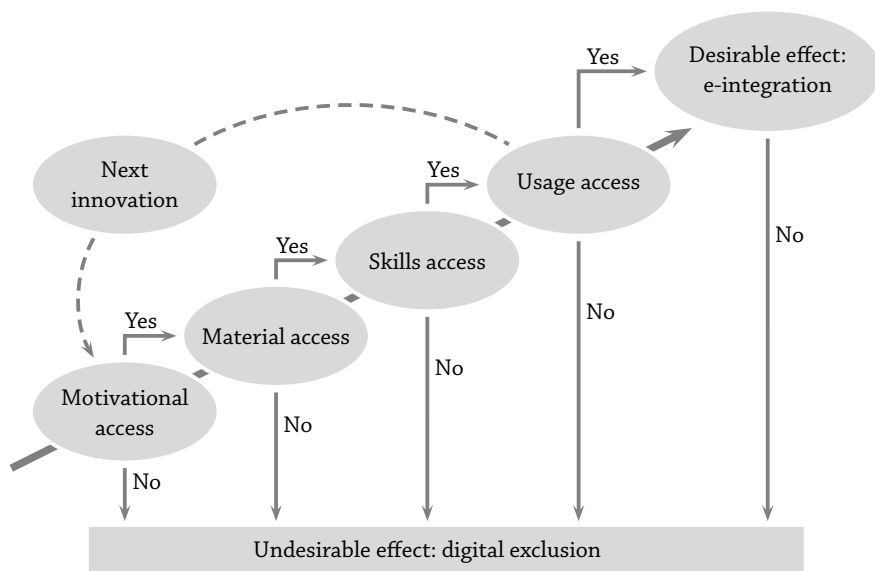 Yes
Desirable effect:
e-integration
Next
innovation
Yes
Usage access
Yes
Skills access
No
Yes
Material access
No
Motivational
access
No
No
No
Undesirable effect: digital exclusion